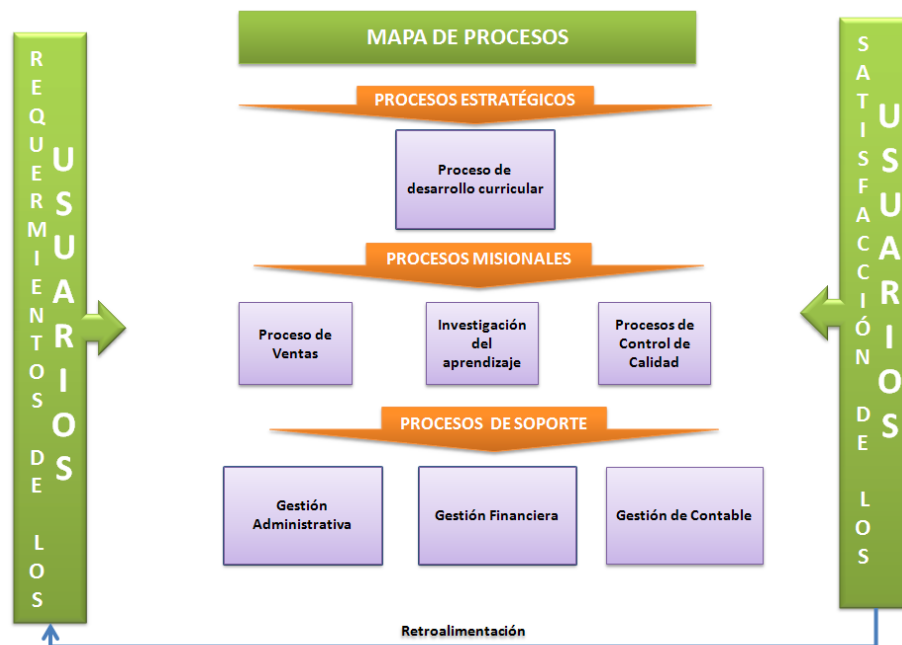 MAPA DE PROCESOS
REQUERMIENTOS DE LOS
USUARIOS
PROCESOS ESTRATÉGICOS
Proceso de
desarrollo curricular
PROCESOS MISIONALES
Proceso de
Ventas
Investigación
del
aprendizaje
Procesos de
Control de
Calidad
PROCESOS DE SOPORTE
Gestión
Administrativa
Gestión Financiera
Gestión de Contable
SATISFACCIÓN DE LOS
USUARIOS
Retroalimentación